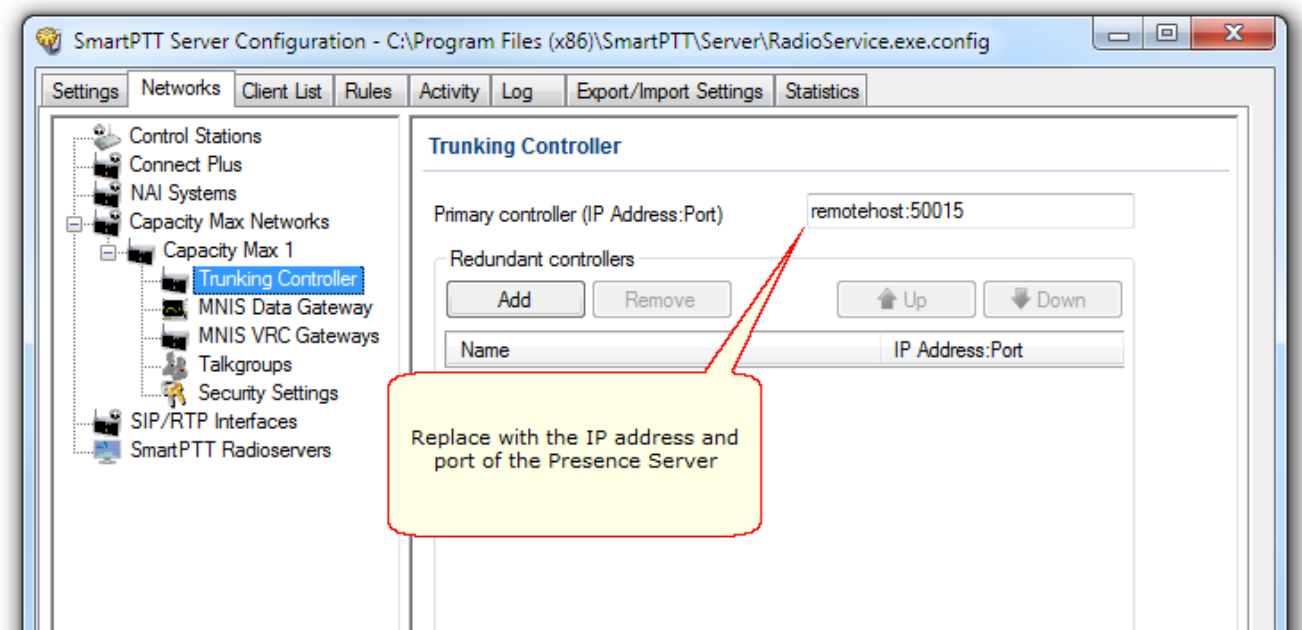 SmartPTT Server Configuration - C:\Program Files (x86)\SmartPTT\Server\RadioService.exe.config
Settings Networks Client List Rules Activity Log Export/Import Settings Statistics
Control Stations
Connect Plus
NAI Systems
Capacity Max Networks
Capacity Max 1
Trunking Controller
MNIS Data Gateway
MNIS VRC Gateways
Talkgroups
Security Settings
SIP/RTP Interfaces
SmartPTT Radioservers
Trunking Controller
Primary controller (IP Address:Port) remotehost:50015
Redundant controllers
Add Remove Up Down
Name IP Address:Port
Replace with the IP address and
port of the Presence Server